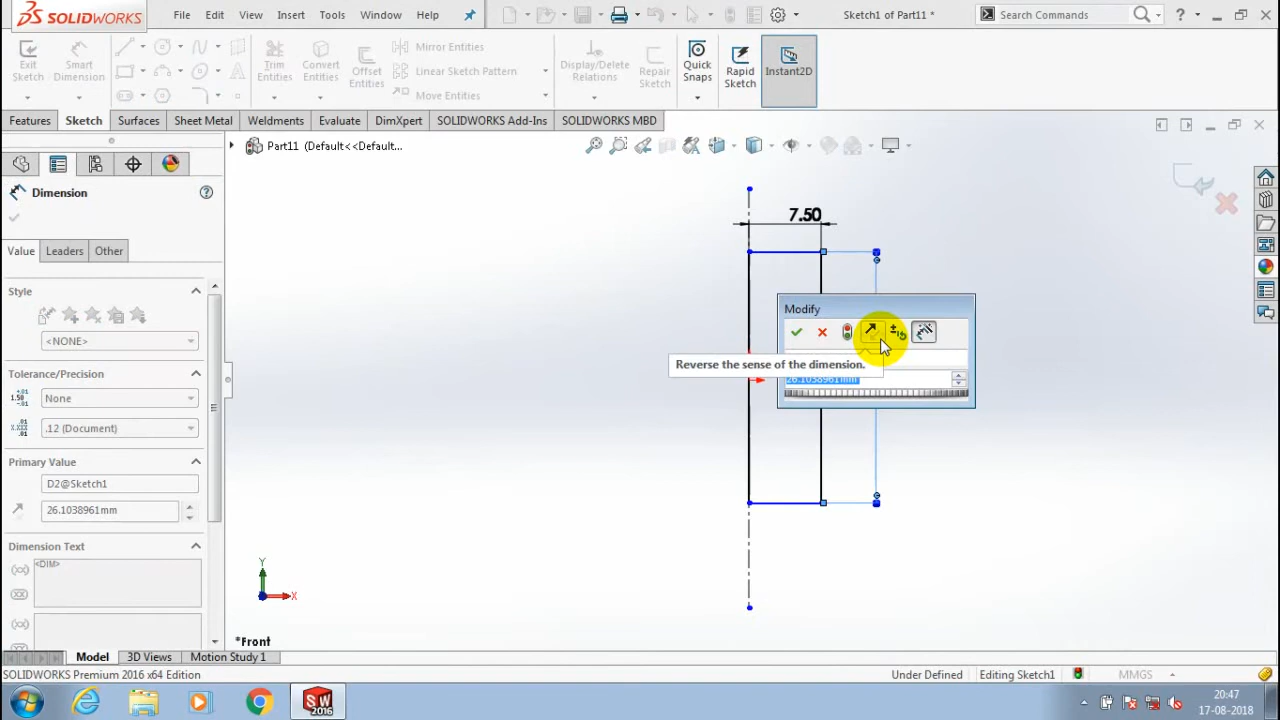 SOLIDWORKS
File Edit View Insert Tools Window Help
Sketch1 of Part11 *
Search Commands
Exit Sketch
Smart Dimensions
Trim Entities
Convert Entities
Offset Entities
Mirror Entities
Linear Sketch Pattern
Move Entities
Display/Delete Relations
Repair Sketch
Quick Snaps
Rapid Sketch
Instant2D
Features Sketch Surfaces Sheet Metal Weldments Evaluate DimXpert SOLIDWORKS Add-Ins SOLIDWORKS MBD
Part11 (Default<<Default...
Dimension
Value Leaders Other
Style
<NONE>
Tolerance/Precision
None
.12 (Document)
Primary Value
D2@Sketch1
26.1038961mm
Dimension Text
<DIM>
7.50
Modify
Reverse the sense of the dimension.
26.1038961mm
Y
X
*Front
Model 3D Views Motion Study 1
SOLIDWORKS Premium 2016 x64 Edition
Under Defined Editing Sketch1 MMGS
SW 2016
20:47
17-08-2018